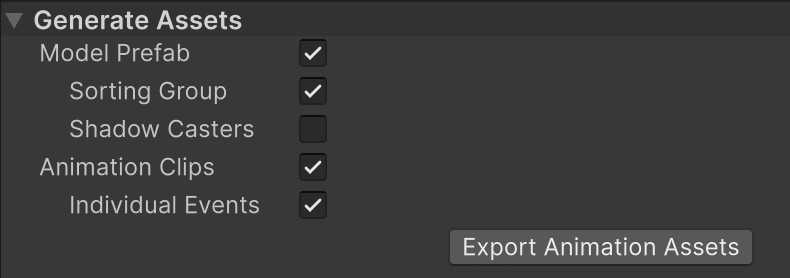 Generate Assets
Model Prefab
Sorting Group
Shadow Casters
Animation Clips
Individual Events
Export Animation Assets